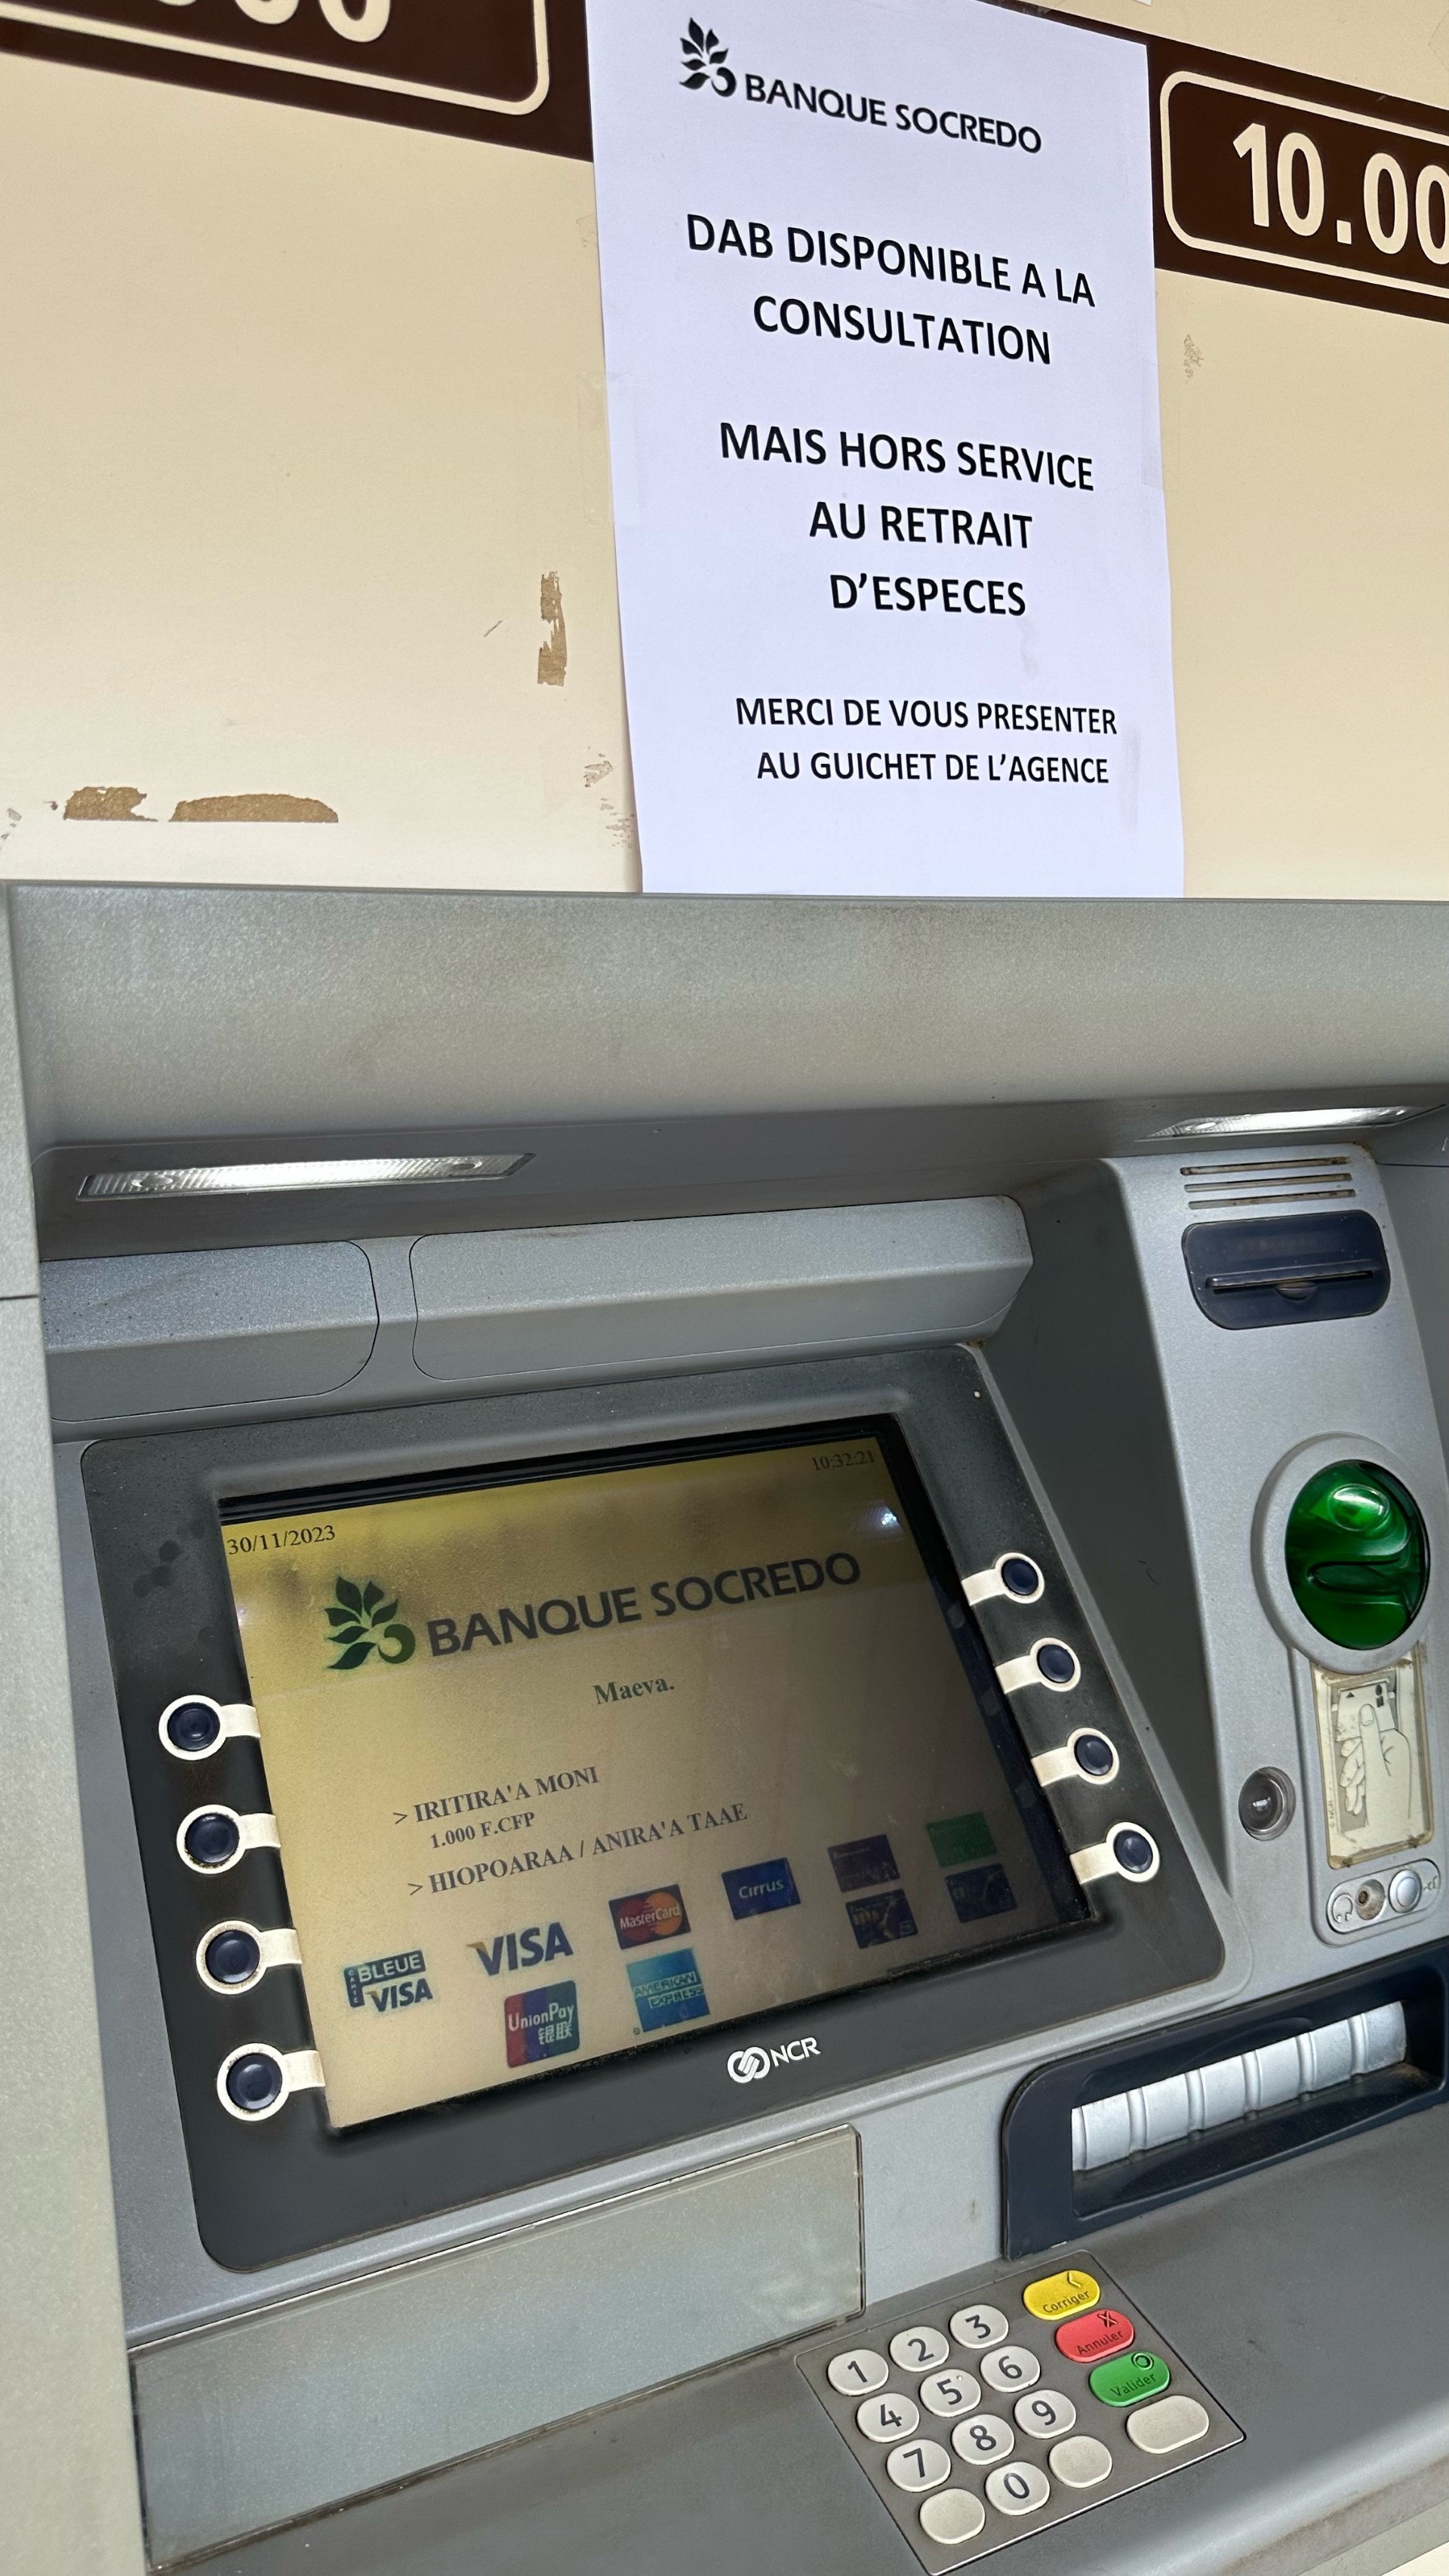 10.00
BANQUE SOCREDO
DAB DISPONIBLE A LA
CONSULTATION
MAIS HORS SERVICE
AU RETRAIT
D'ESPECES
MERCI DE VOUS PRESENTER
AU GUICHET DE L'AGENCE
30/11/2023
10:32:21
BANQUE SOCREDO
Maeva.
> IRITIRA'A MONI
1.000 F.CFP
> HIOPOARAA / ANIRA'A TAAE
CARTE BLEUE
VISA
VISA
MasterCard
Cirrus
UnionPay
银联
AMERICAN
EXPRESS
NCR
1 2 3 Corriger
4 5 6 Annuler
7 8 9 Valider
0